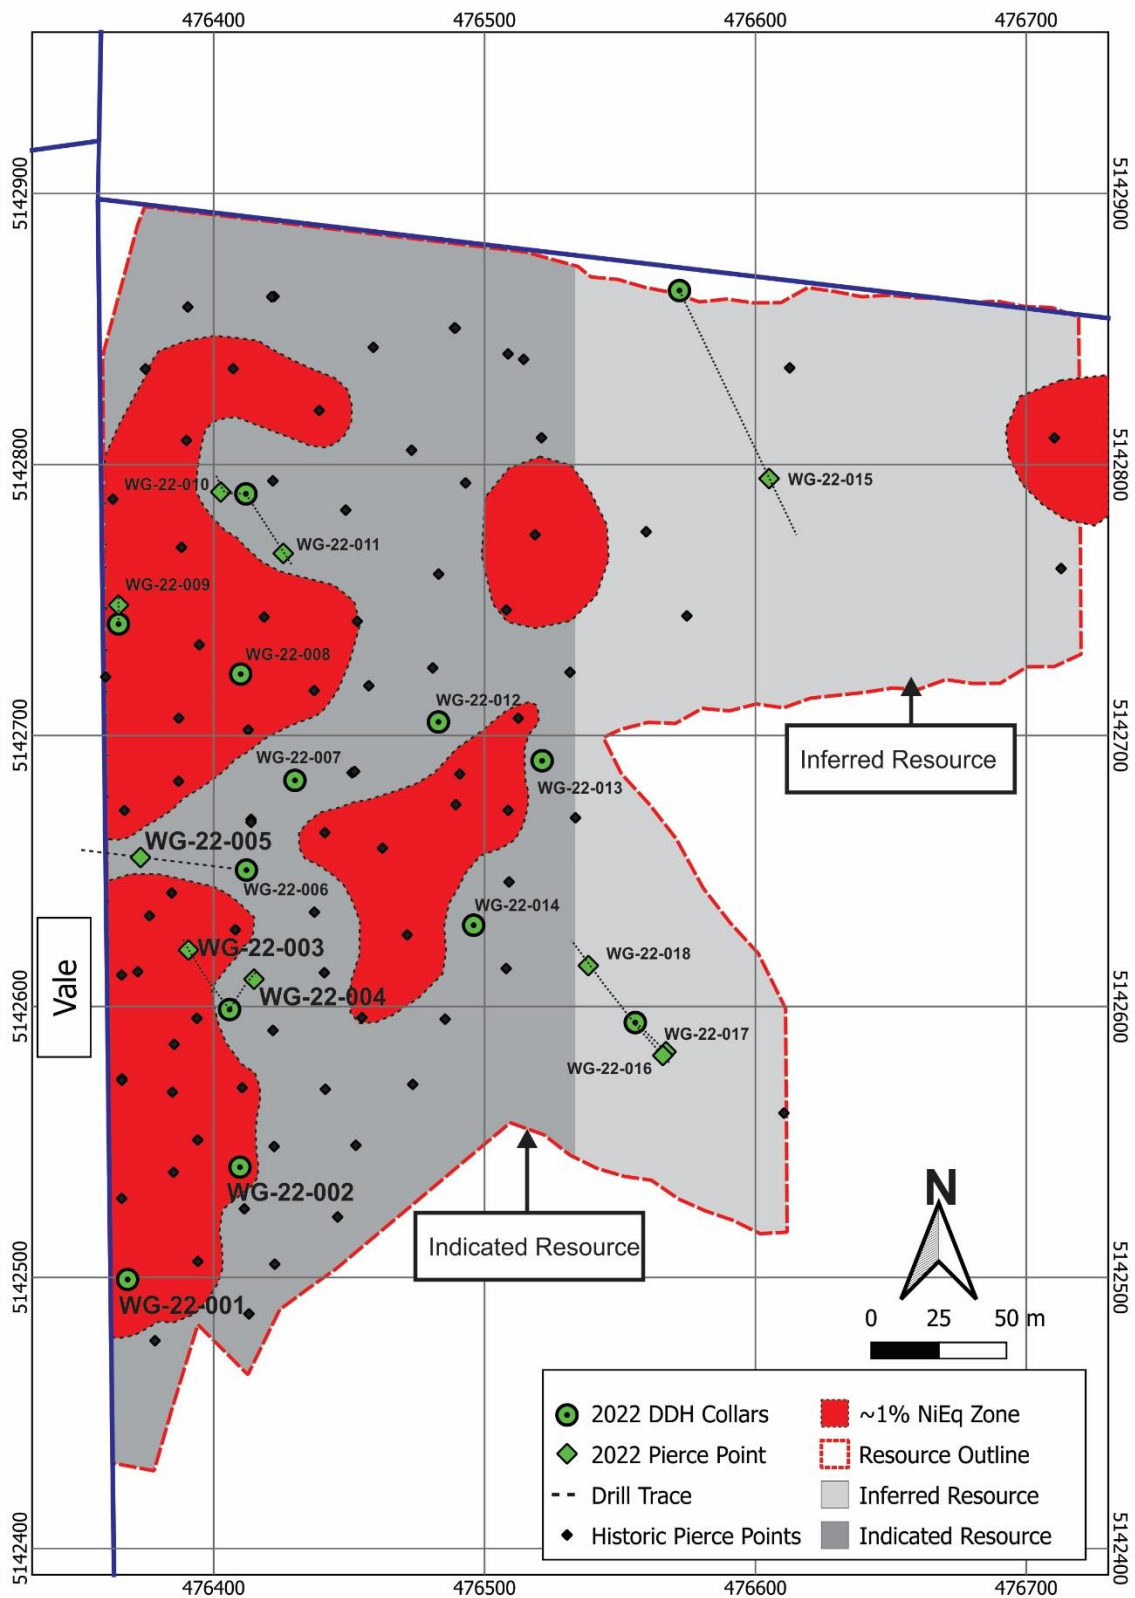 476400 476500 476600 476700
5142900 5142900
5142800 5142800
WG-22-010
WG-22-015
WG-22-011
WG-22-009
WG-22-008
WG-22-012
5142700 5142700
WG-22-007
Inferred Resource
WG-22-013
WG-22-005
WG-22-006
WG-22-014
Vale
WG-22-003
WG-22-018
WG-22-004
5142600 5142600
WG-22-017
WG-22-016
N
WG-22-002
Indicated Resource
5142500 5142500
WG-22-001
0 25 50 m
2022 DDH Collars
2022 Pierce Point
Drill Trace
Historic Pierce Points
~1% NiEq Zone
Resource Outline
Inferred Resource
Indicated Resource
5142400 5142400
476400 476500 476600 476700